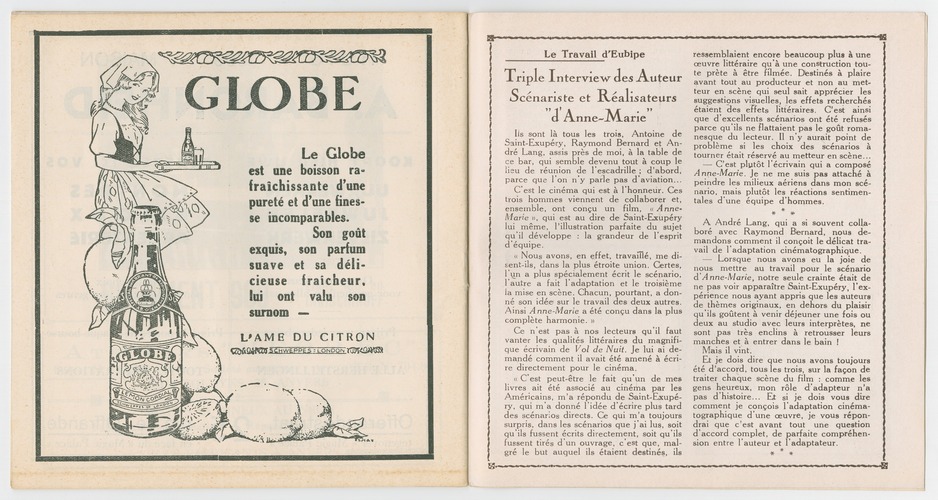 GLOBE
Le Globe
est une boisson ra-
fraîchissante d'une
pureté et d'une fines-
se incomparables.
Son goût
exquis, son parfum
suave et sa déli-
cieuse fraîcheur,
lui ont valu son
surnom —
L'AME DU CITRON
SCHWEPPES LONDON
GLOBE
Le Travail d'Equipe
Triple Interview des Auteur
Scénariste et Réalisateurs
"d'Anne-Marie"
Ils sont là tous les trois, Antoine de
Saint-Exupéry, Raymond Bernard et An-
dré Lang, assis près de moi, à la table de
ce bar, qui semble devenu tout à coup le
lieu de réunion de l'escadrille ; d'abord,
parce que l'on n'y parle pas d'aviation...
C'est le cinéma qui est à l'honneur. Ces
trois hommes viennent de collaborer et,
ensemble, ont conçu un film, « Anne-
Marie », qui est au dire de Saint-Exupéry
lui même, l'illustration parfaite du sujet
qu'il développe : la grandeur de l'esprit
d'équipe.
« Nous avons, en effet, travaillé, me di-
sent-ils, dans la plus étroite union. Certes,
l'un a plus spécialement écrit le scénario,
l'autre a fait l'adaptation et le troisième
la mise en scène. Chacun, pourtant, a don-
né son idée sur le travail des deux autres.
Ainsi Anne-Marie a été conçu dans la plus
complète harmonie. »
Ce n'est pas à nos lecteurs qu'il faut
vanter les qualités littéraires du magnifi-
que écrivain de Vol de Nuit. Je lui ai de-
mandé comment il avait été amené à écri-
re directement pour le cinéma.
« C'est peut-être le fait qu'un de mes
livres ait été associé au cinéma par les
Américains, m'a répondu de Saint-Exupé-
ry, qui m'a donné l'idée d'écrire plus tard
des scénarios directs. Ce qui m'a toujours
surpris, dans les scénarios que j'ai lus, soit
qu'ils fussent écrits directement, soit qu'ils
fussent tirés d'un ouvrage, c'est que, mal-
gré le but auquel ils étaient destinés, ils
ressemblaient encore beaucoup plus à une
œuvre littéraire qu'à une construction tou-
te prête à être filmée. Destinés à plaire
avant tout au producteur et non au met-
teur en scène qui seul sait apprécier les
suggestions visuelles, les effets recherchés
étaient des effets littéraires. C'est ainsi
que d'excellents scénarios ont été refusés
parce qu'ils ne flattaient pas le goût roma-
nesque du lecteur. Il n'y aurait point de
problème si les choix des scénarios à
tourner était réservé au metteur en scène...
— C'est plutôt l'écrivain qui a composé
Anne-Marie. Je ne me suis pas attaché à
peindre les milieux aériens dans mon scé-
nario, mais plutôt les réactions sentimen-
tales d'une équipe d'hommes.
* * *
A André Lang, qui a si souvent colla-
boré avec Raymond Bernard, nous de-
mandons comment il conçoit le délicat tra-
vail de l'adaptation cinématographique.
— Lorsque nous avons eu la joie de
nous mettre au travail pour le scénario
d'Anne-Marie, notre seule crainte était de
ne pas voir apparaître Saint-Exupéry, l'ex-
périence nous ayant appris que les auteurs
de thèmes originaux, en dehors du plaisir
qu'ils goûtent à venir déjeuner une fois ou
deux au studio avec leurs interprètes, ne
sont pas très enclins à retrousser leurs
manches et à entrer dans le bain !
Mais il vint.
Et je dois dire que nous avons toujours
été d'accord, tous les trois, sur la façon de
traiter chaque scène du film : comme les
gens heureux, mon rôle d'adapteur n'a
pas d'histoire... Et si je dois vous dire
comment je conçois l'adaptation cinéma-
tographique d'une œuvre, je vous répon-
drai que c'est avant tout une question
d'accord complet, de parfaite compréhen-
sion entre l'auteur et l'adaptateur.
* * *